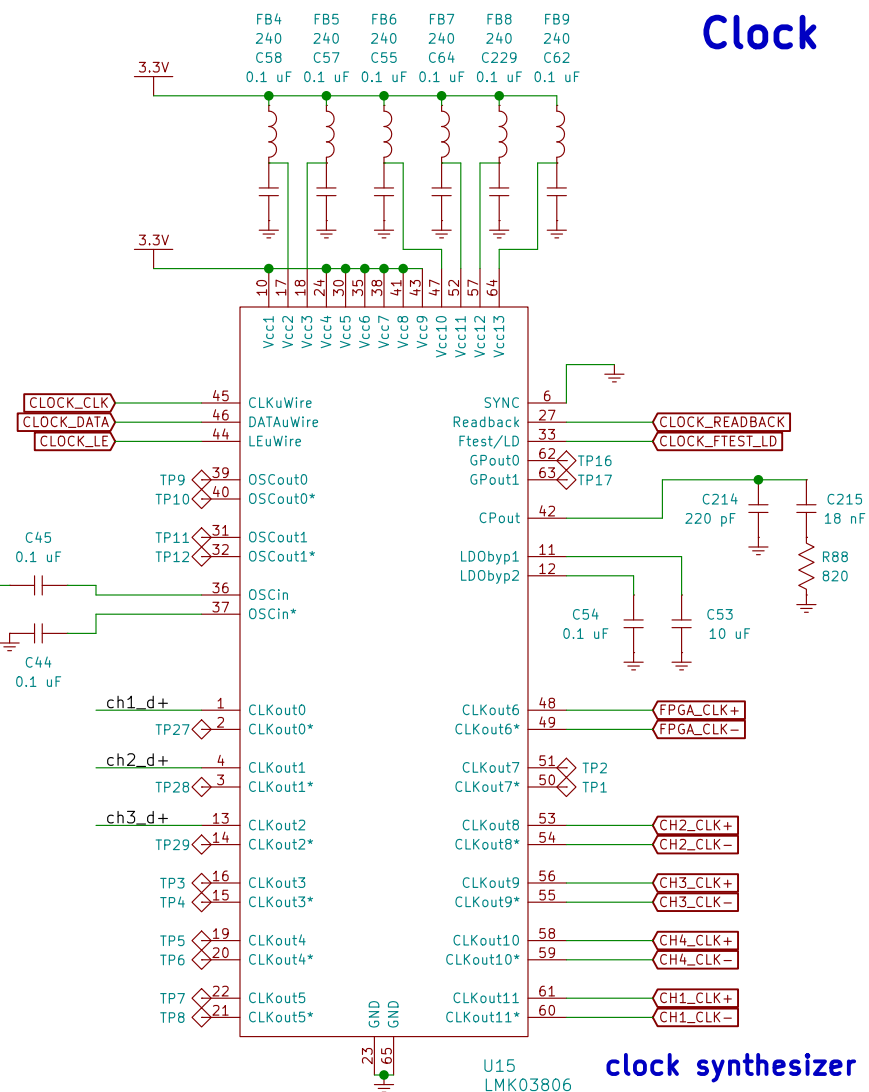 Clock
FB4 FB5 FB6 FB7 FB8 FB9
240 240 240 240 240 240
C58 C57 C55 C64 C229 C62
0.1 uF 0.1 uF 0.1 uF 0.1 uF 0.1 uF 0.1 uF
3.3V
3.3V
10 17 18 24 30 35 38 41 43 47 52 57 64
Vcc1 Vcc2 Vcc3 Vcc4 Vcc5 Vcc6 Vcc7 Vcc8 Vcc9 Vcc10 Vcc11 Vcc12 Vcc13
CLOCK_CLK 45 CLKuWire SYNC 6
CLOCK_DATA 46 DATAuWire Readback 27 CLOCK_READBACK
CLOCK_LE 44 LEuWire Ftest/LD 33 CLOCK_FTEST_LD
GPout0 62 TP16
TP9 39 OSCout0 GPout1 63 TP17
TP10 40 OSCout0*
C214 C215
220 pF 18 nF
CPout 42
TP11 31 OSCout1
TP12 32 OSCout1* LDObyp1 11
R88
820
LDObyp2 12
C45
0.1 uF
36 OSCin
37 OSCin*
C54 C53
0.1 uF 10 uF
C44
0.1 uF
ch1_d+ 1 CLKout0 CLKout6 48 FPGA_CLK+
TP27 2 CLKout0* CLKout6* 49 FPGA_CLK-
ch2_d+ 4 CLKout1 CLKout7 51 TP2
TP28 3 CLKout1* CLKout7* 50 TP1
ch3_d+ 13 CLKout2 CLKout8 53 CH2_CLK+
TP29 14 CLKout2* CLKout8* 54 CH2_CLK-
TP3 16 CLKout3 CLKout9 56 CH3_CLK+
TP4 15 CLKout3* CLKout9* 55 CH3_CLK-
TP5 19 CLKout4 CLKout10 58 CH4_CLK+
TP6 20 CLKout4* CLKout10* 59 CH4_CLK-
TP7 22 CLKout5 CLKout11 61 CH1_CLK+
TP8 21 CLKout5* CLKout11* 60 CH1_CLK-
GND GND
23 65
U15
LMK03806
clock synthesizer